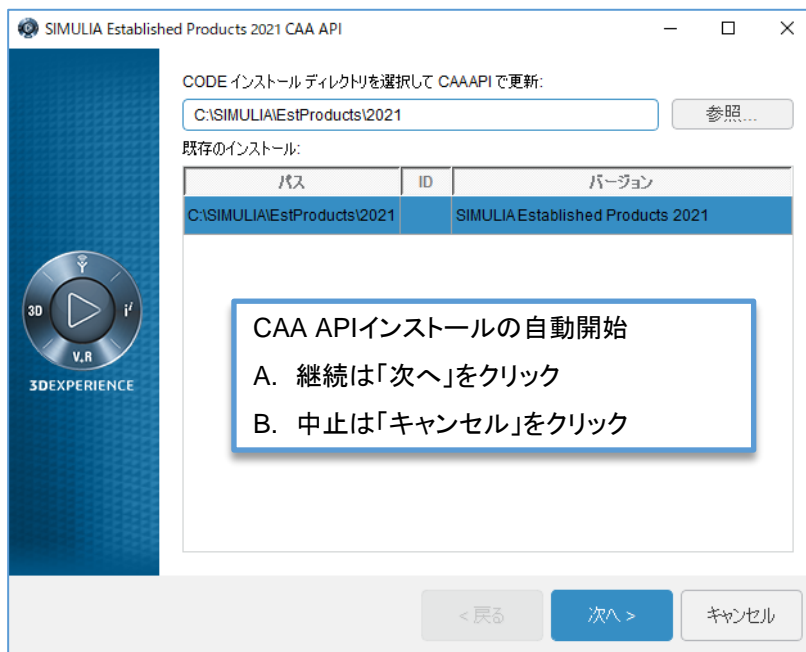 SIMULIA Established Products 2021 CAA API
CODE インストール ディレクトリを選択して CAAAPI で更新:
C:\SIMULIA\EstProducts\2021
参照...
既存のインストール:
パス ID バージョン
C:\SIMULIA\EstProducts\2021 SIMULIA Established Products 2021
3D
i
V,R
3DEXPERIENCE
CAA APIインストールの自動開始
A. 継続は「次へ」をクリック
B. 中止は「キャンセル」をクリック
< 戻る
次へ >
キャンセル